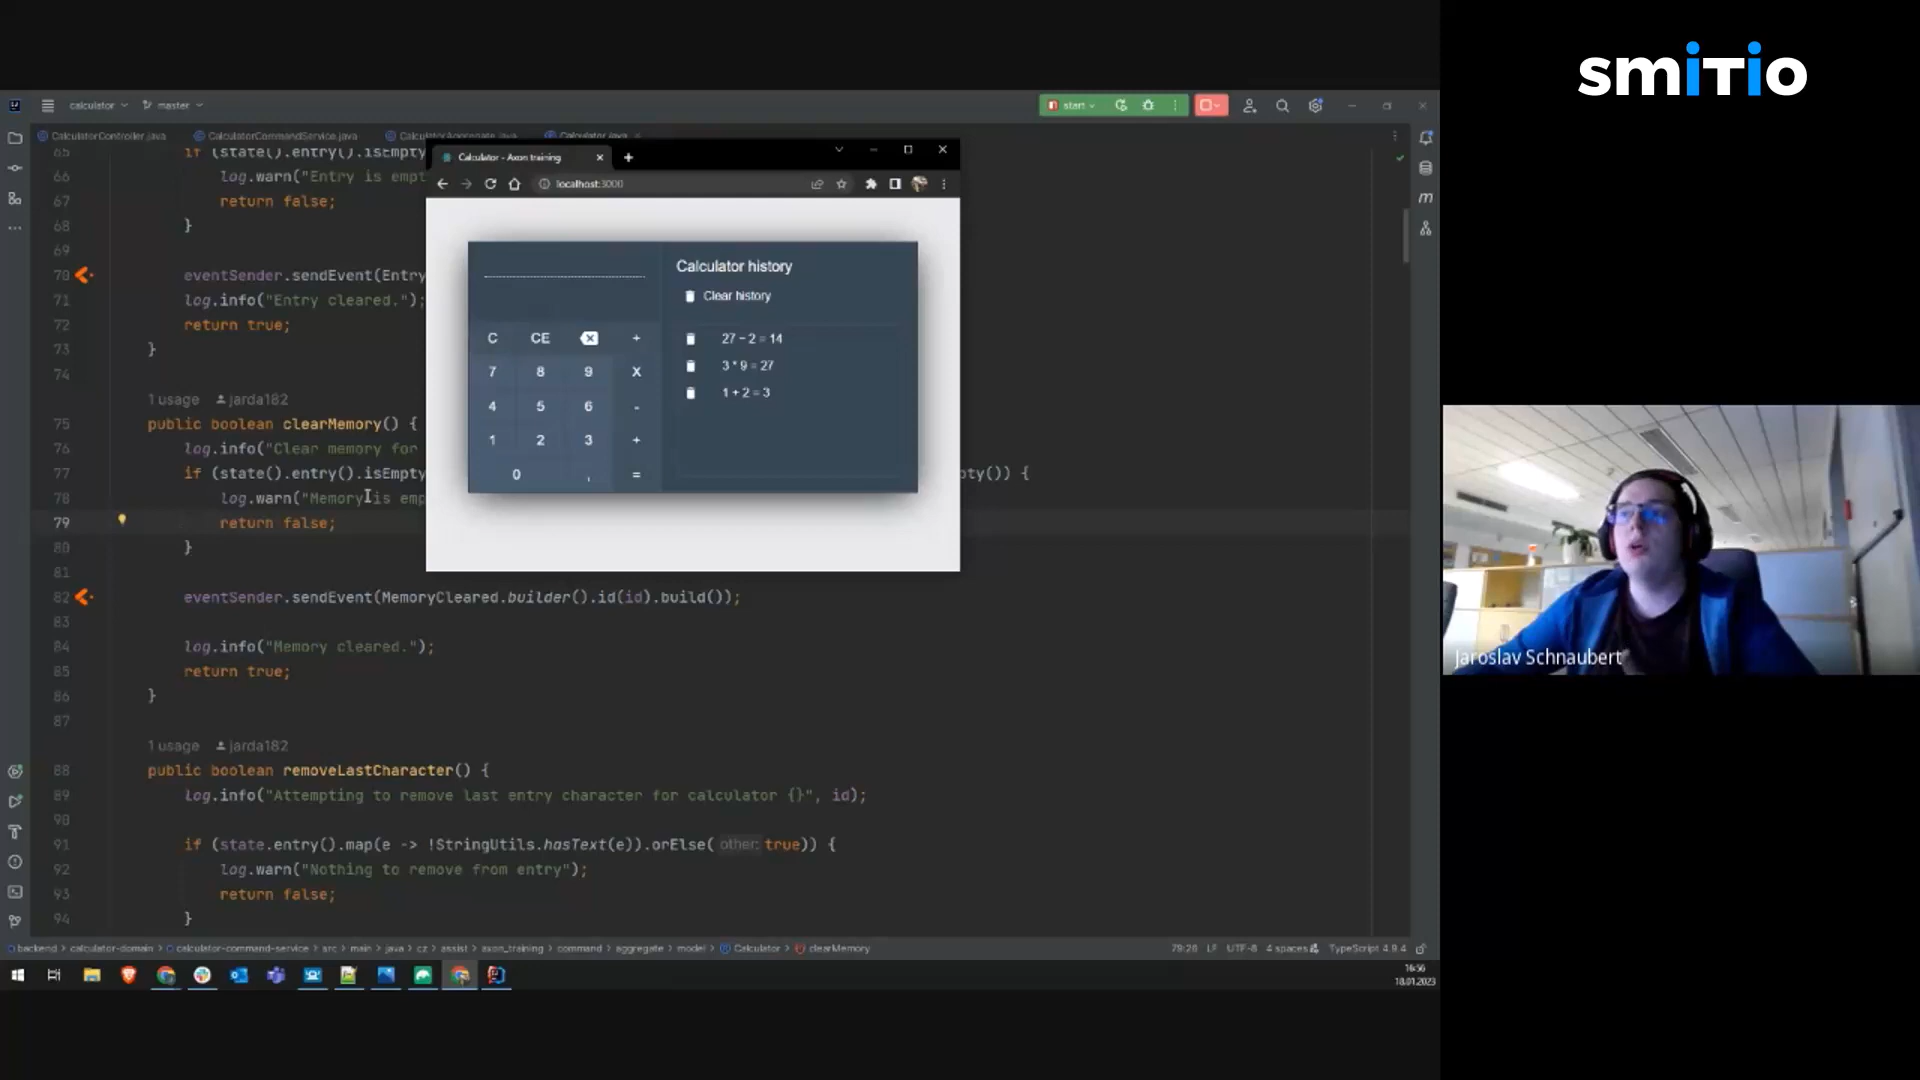 smiTio
calculator
master
start
CalculatorController.java
CalculatorCommandService.java
CalculatorAggregate.java
Calculator.java
65 if (state().entry().isEmpty
66 log.warn("Entry is empt
67 return false;
68 }
69
70 eventSender.sendEvent(Entry
71 log.info("Entry cleared.");
72 return true;
73 }
74
1 usage jarda182
75 public boolean clearMemory() {
76 log.info("Clear memory for
77 if (state().entry().isEmpty pty()) {
78 log.warn("Memory is emp
79 return false;
80 }
81
82 eventSender.sendEvent(MemoryCleared.builder().id(id).build());
83
84 log.info("Memory cleared.");
85 return true;
86 }
87
1 usage jarda182
88 public boolean removeLastCharacter() {
89 log.info("Attempting to remove last entry character for calculator {}", id);
90
91 if (state.entry().map(e -> !StringUtils.hasText(e)).orElse( other: true)) {
92 log.warn("Nothing to remove from entry");
93 return false;
94 }
Calculator - Axon training
localhost:3000
C CE +
7 8 9 X
4 5 6 -
1 2 3 +
0 , =
Calculator history
Clear history
27 − 2 = 14
3 * 9 = 27
1 + 2 = 3
Jaroslav Schnaubert
backend > calculator-domain > calculator-command-service > src > main > java > cz > assist > axon_training > command > aggregate > model > Calculator > clearMemory
79:26 LF UTF-8 4 spaces TypeScript 4.9.4
16:56
18.01.2023